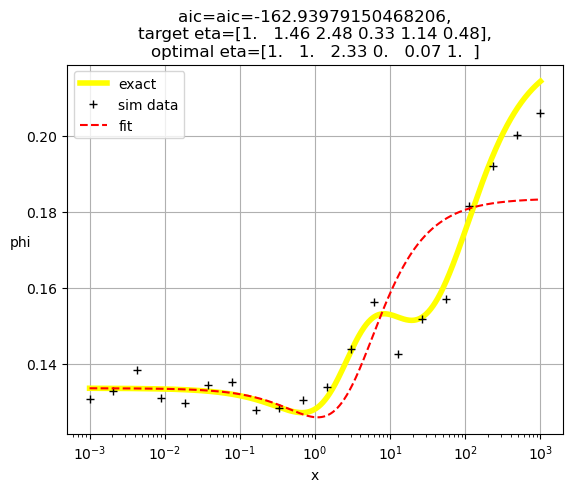 aic=aic=-162.93979150468206,
target eta=[1.   1.46 2.48 0.33 1.14 0.48],
optimal eta=[1.   1.   2.33 0.   0.07 1.  ]
exact
sim data
fit
0.20
0.18
phi
0.16
0.14
10⁻³ 10⁻² 10⁻¹ 10⁰ 10¹ 10² 10³
x